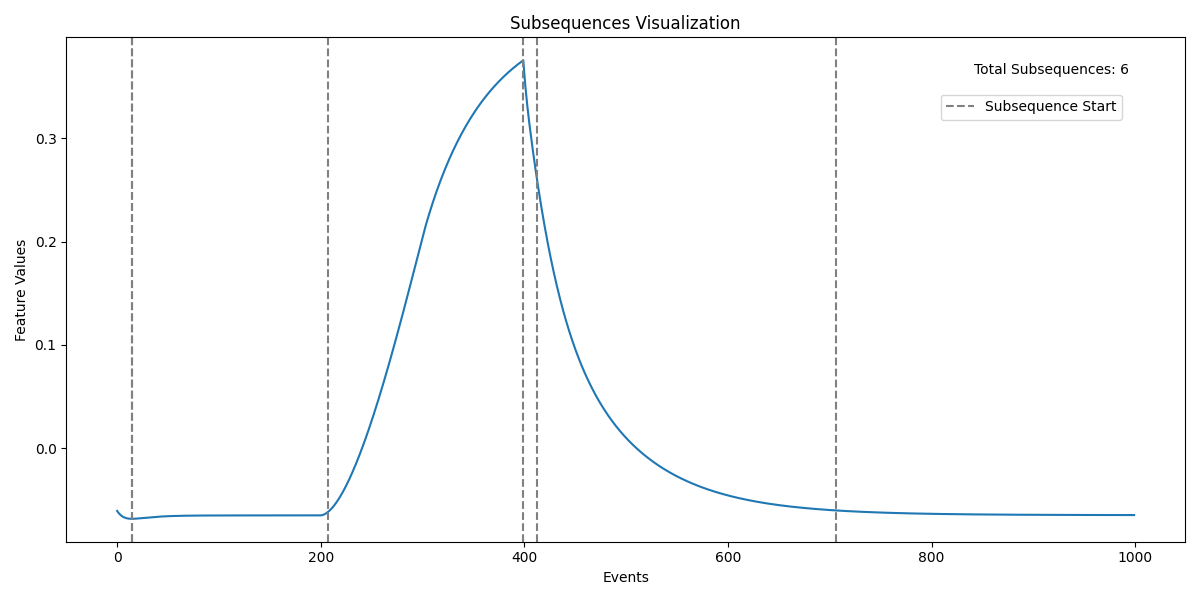 Subsequences Visualization
Total Subsequences: 6
Subsequence Start
Feature Values
0.3
0.2
0.1
0.0
0
200
400
600
800
1000
Events